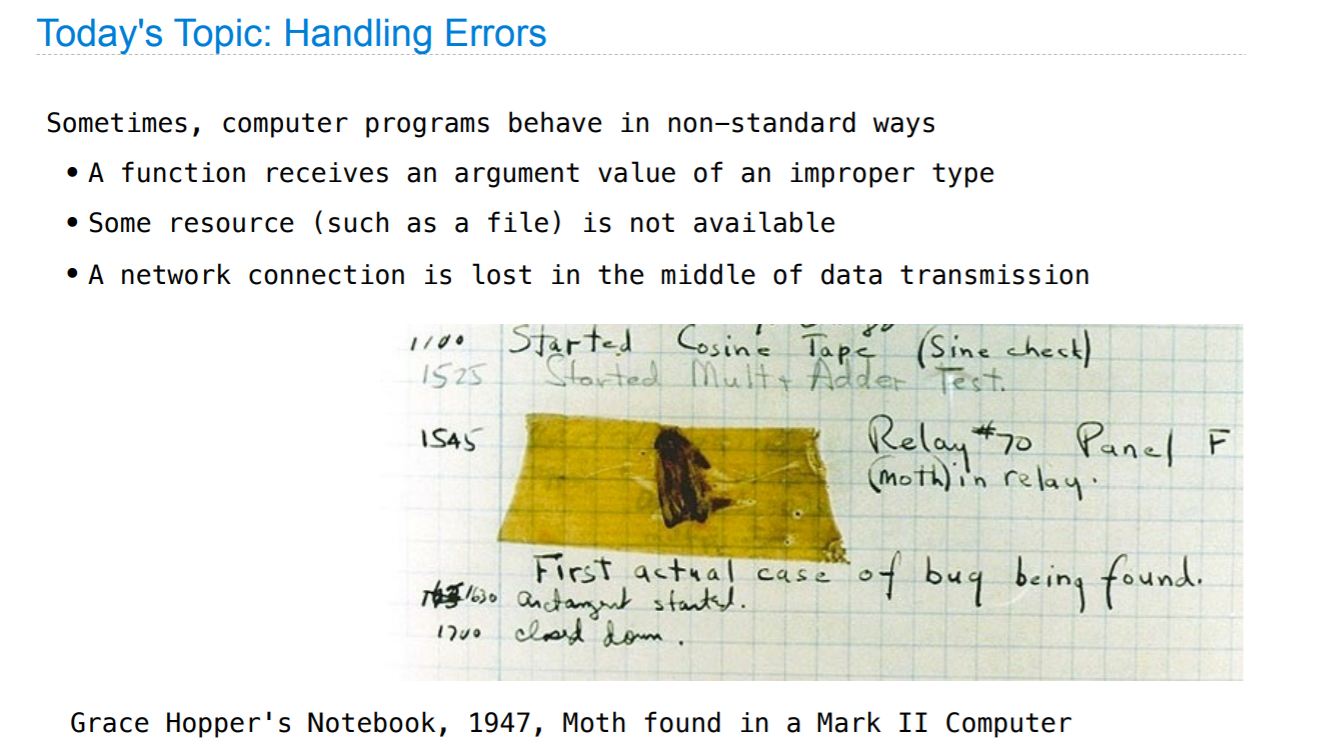 Today's Topic: Handling Errors
Sometimes, computer programs behave in non-standard ways
• A function receives an argument value of an improper type
• Some resource (such as a file) is not available
• A network connection is lost in the middle of data transmission
1100 Started Cosine Tape (Sine check)
1525 Started Mult + Adder Test.
1545 Relay #70 Panel F
(moth) in relay.
First actual case of bug being found.
1630 arctangent started.
1700 closed down.
Grace Hopper's Notebook, 1947, Moth found in a Mark II Computer